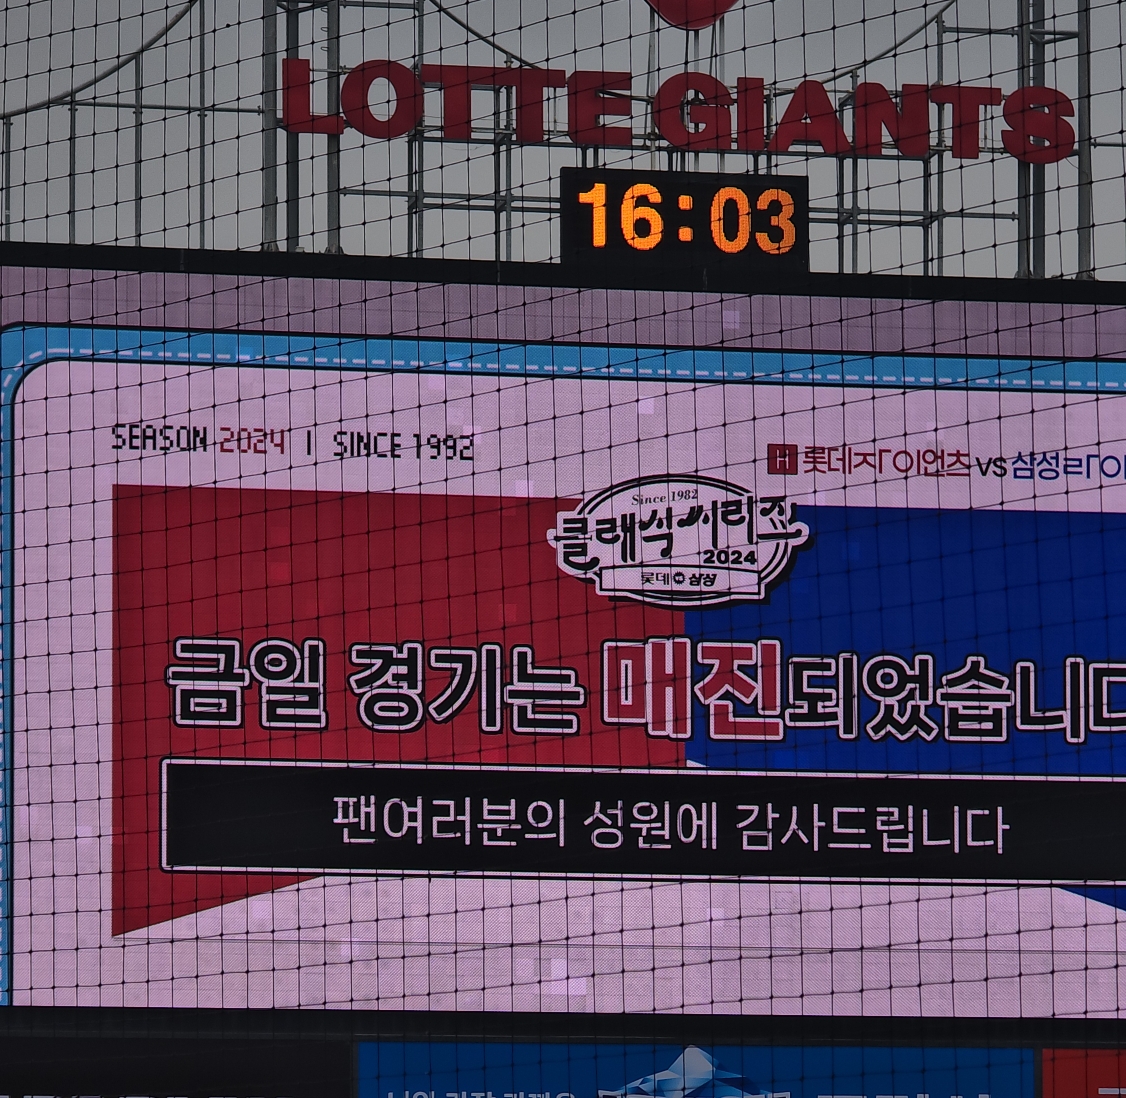 LOTTE GIANTS
16:03
SEASON 2024 | SINCE 1992
롯데자이언츠 VS 삼성라이
Since 1982
클래식 씨리즈
2024
롯데 삼성
금일 경기는 매진되었습니다
팬여러분의 성원에 감사드립니다